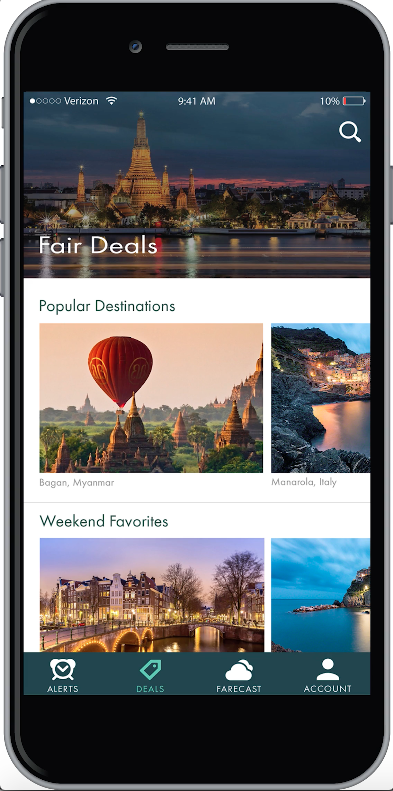 Verizon 9:41 AM 10%
Fair Deals
Popular Destinations
Bagan, Myanmar Manarola, Italy
Weekend Favorites
ALERTS DEALS FARECAST ACCOUNT